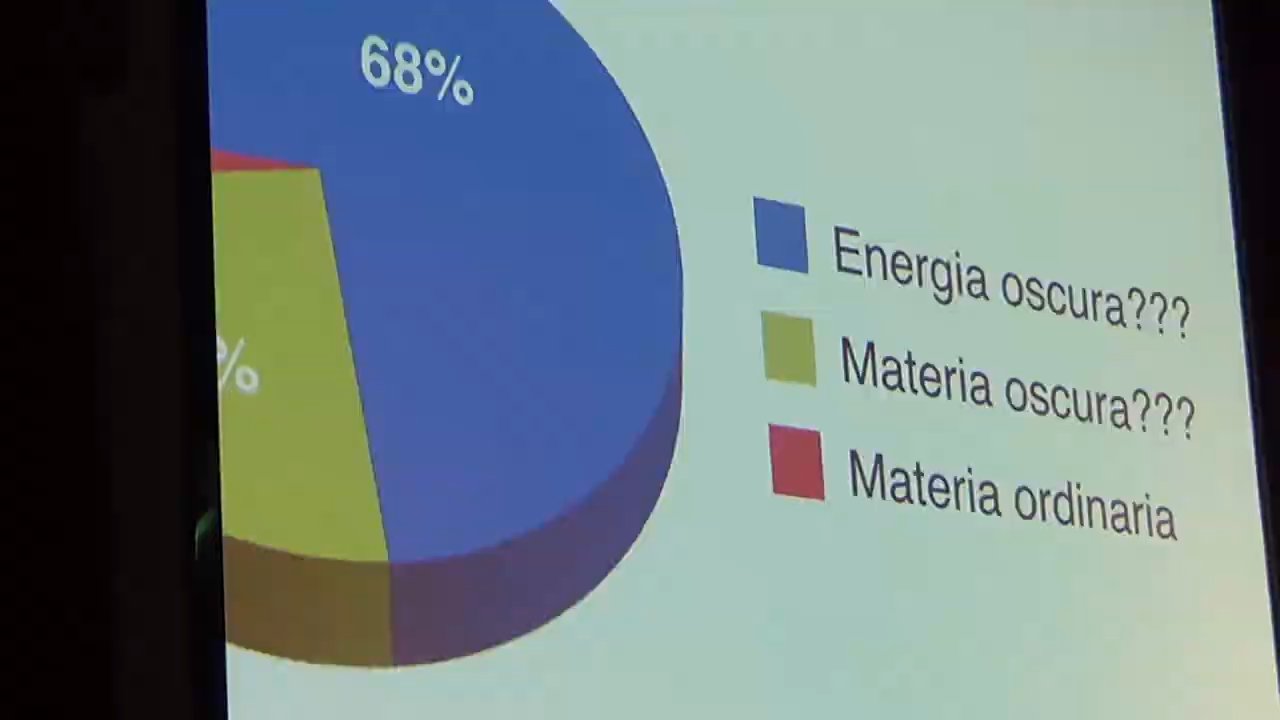 68%
%
Energia oscura???
Materia oscura???
Materia ordinaria